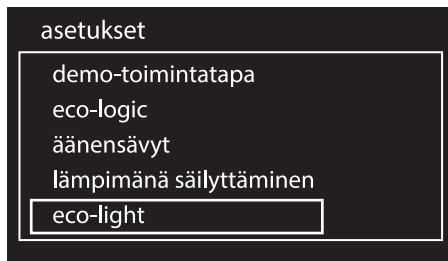 asetukset
demo-toimintatapa
eco-logic
äänensävyt
lämpimänä säilyttäminen
eco-light